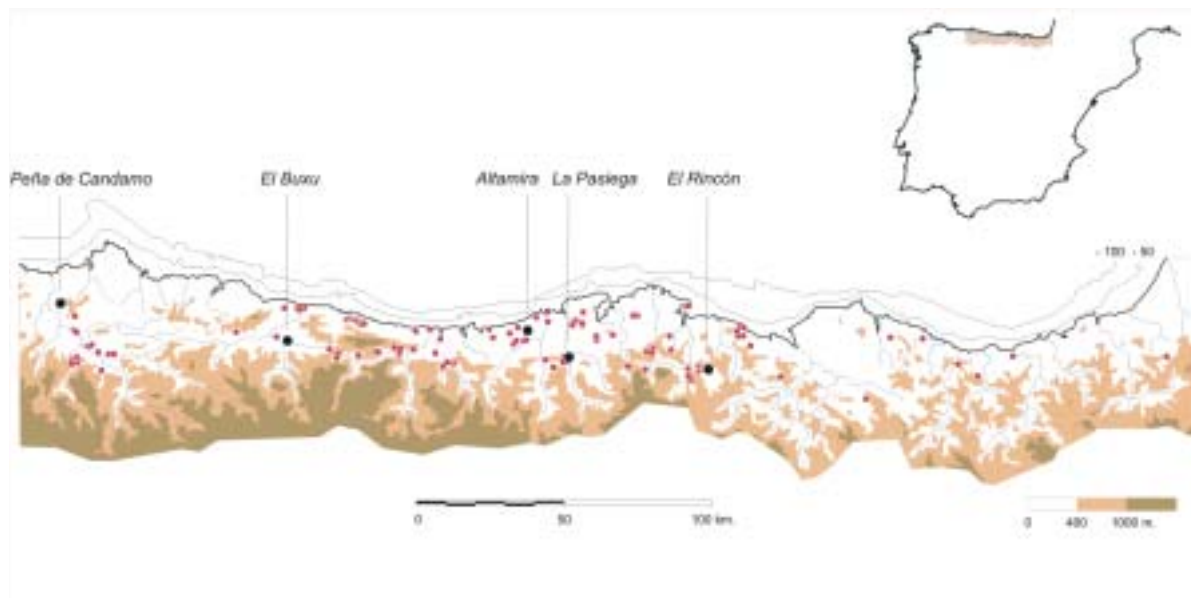 Peña de Candamo El Buxu Altamira La Pasiega El Rincón
- 100 - 50
0 50 100 km.
0 400 1000 m.